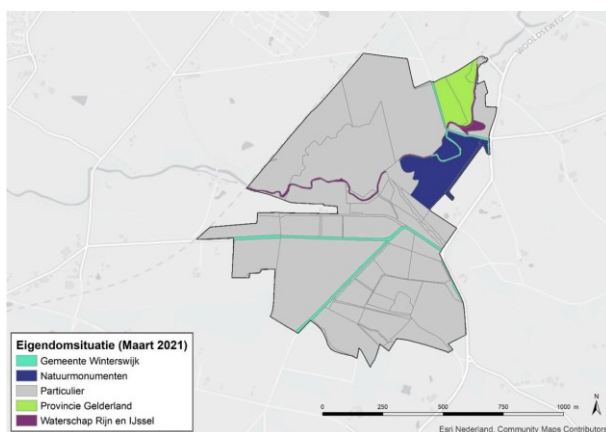 Eigendomsituatie (Maart 2021)
Gemeente Winterswijk
Natuurmonumenten
Particulier
Provincie Gelderland
Waterschap Rijn en IJssel
0 250 500 750 1000 m
N
Esri Nederland, Community Maps Contributors